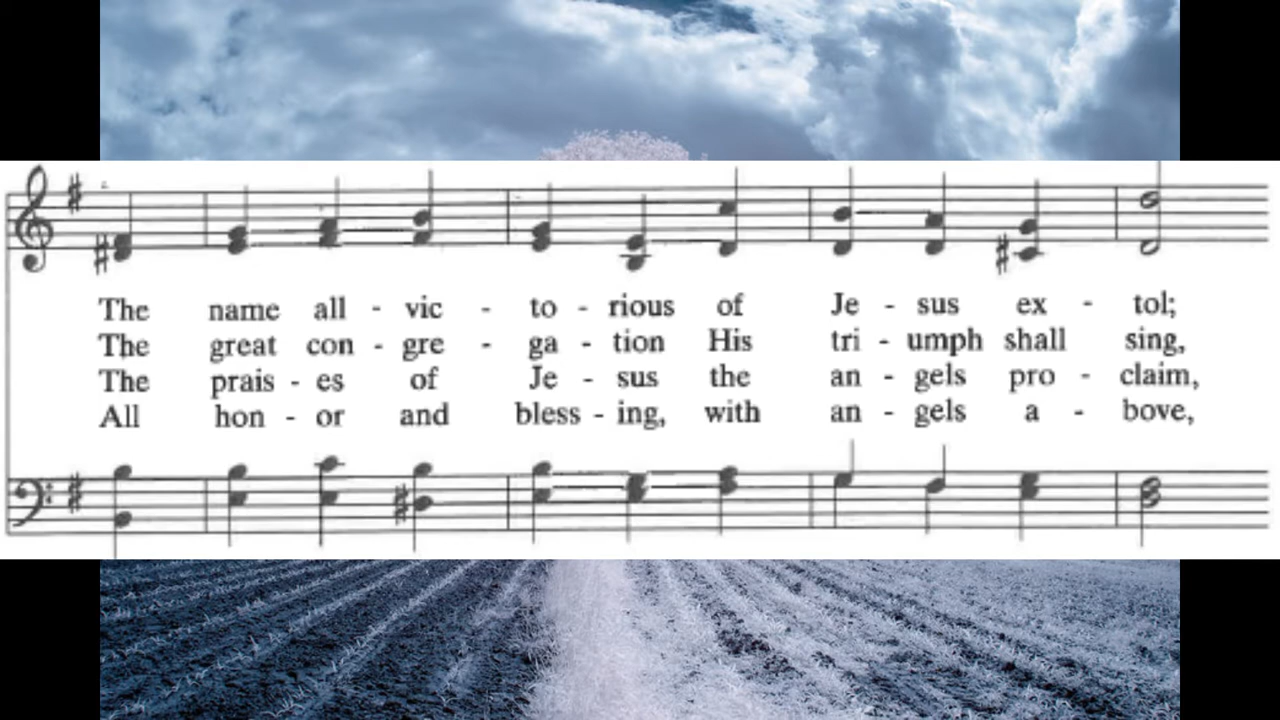 The name all - vic - to - rious of Je - sus ex - tol;
The great con - gre - ga - tion His tri - umph shall sing,
The prais - es of Je - sus the an - gels pro - claim,
All hon - or and bless - ing, with an - gels a - bove,